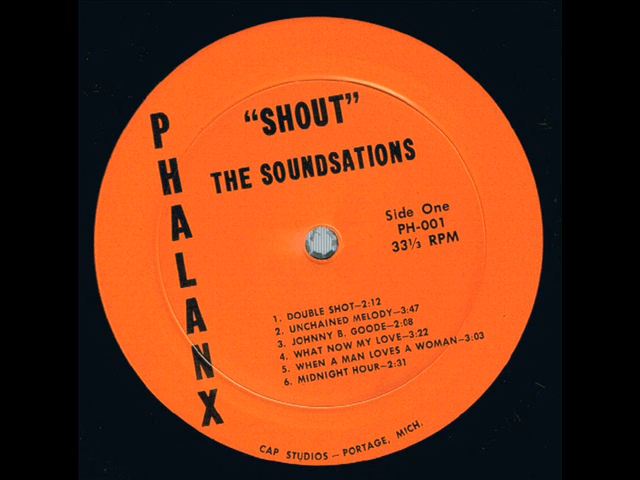 "SHOUT"
THE SOUNDSATIONS
PHALANX
Side One
PH-001
33⅓ RPM
1. DOUBLE SHOT—2:12
2. UNCHAINED MELODY—3:47
3. JOHNNY B. GOODE—2:08
4. WHAT NOW MY LOVE—3:22
5. WHEN A MAN LOVES A WOMAN—3:03
6. MIDNIGHT HOUR—2:31
CAP STUDIOS — PORTAGE, MICH.